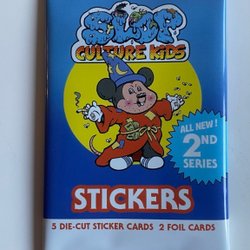 SLOP
CULTURE KIDS
ALL NEW!
2ND
SERIES
STICKERS
5 DIE-CUT STICKER CARDS 2 FOIL CARDS